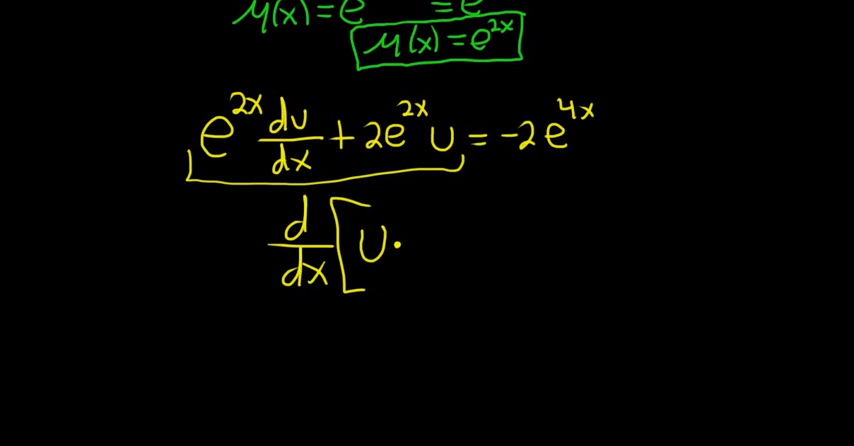 μ(x) = e = e
μ(x) = e^{2x}
e^{2x} du/dx + 2e^{2x} u = -2e^{4x}
d/dx [ u ·